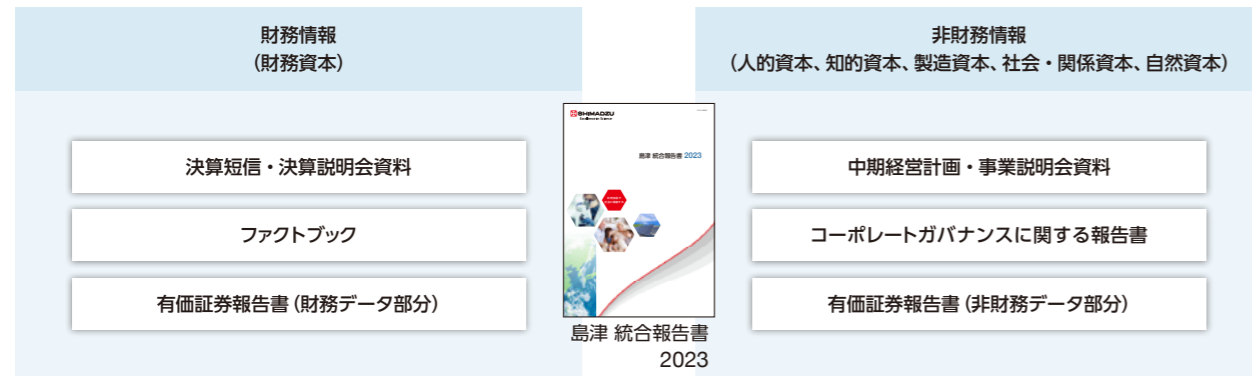 財務情報
（財務資本）
非財務情報
（人的資本、知的資本、製造資本、社会・関係資本、自然資本）
決算短信・決算説明会資料
ファクトブック
有価証券報告書（財務データ部分）
SHIMADZU
Excellence in Science
島津 統合報告書 2023
島津 統合報告書
2023
中期経営計画・事業説明会資料
コーポレートガバナンスに関する報告書
有価証券報告書（非財務データ部分）